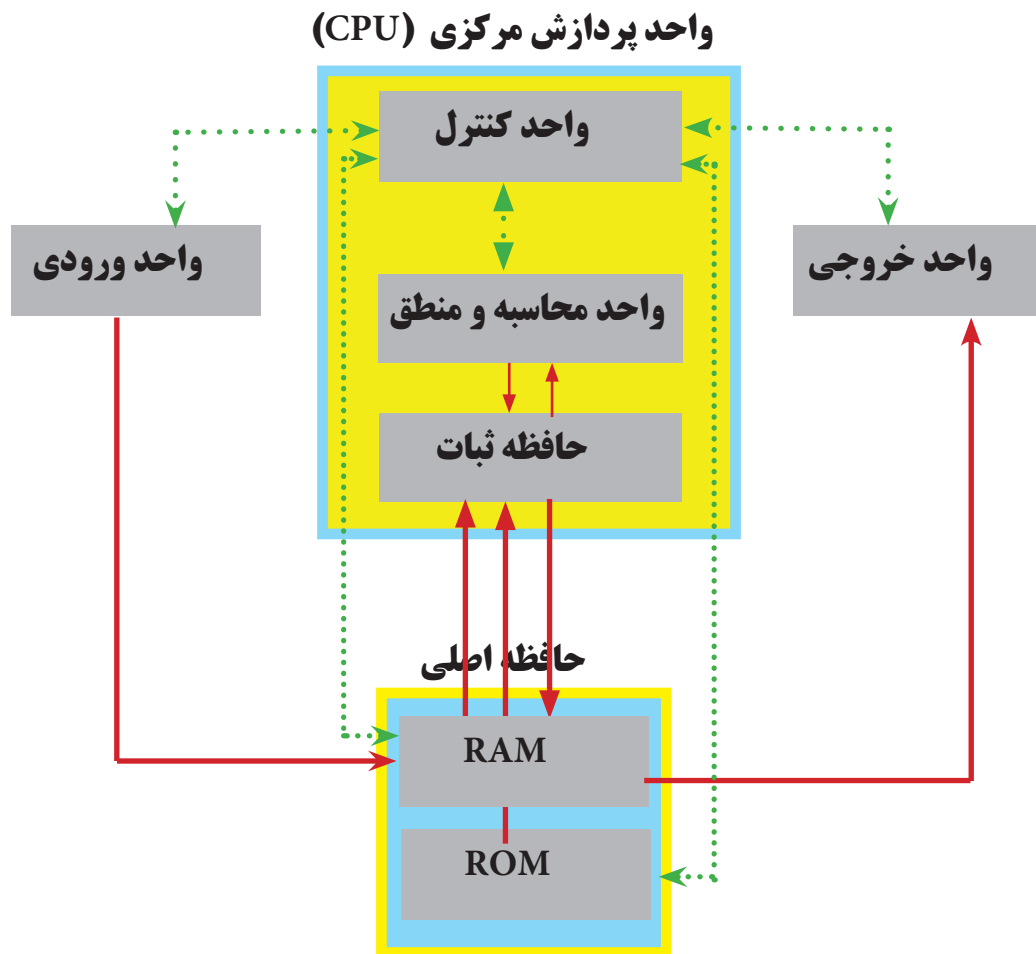 واحد پردازش مرکزی (CPU)
واحد کنترل
واحد خروجی
واحد ورودی
واحد محاسبه و منطق
حافظه ثبات
حافظه اصلی
RAM
ROM